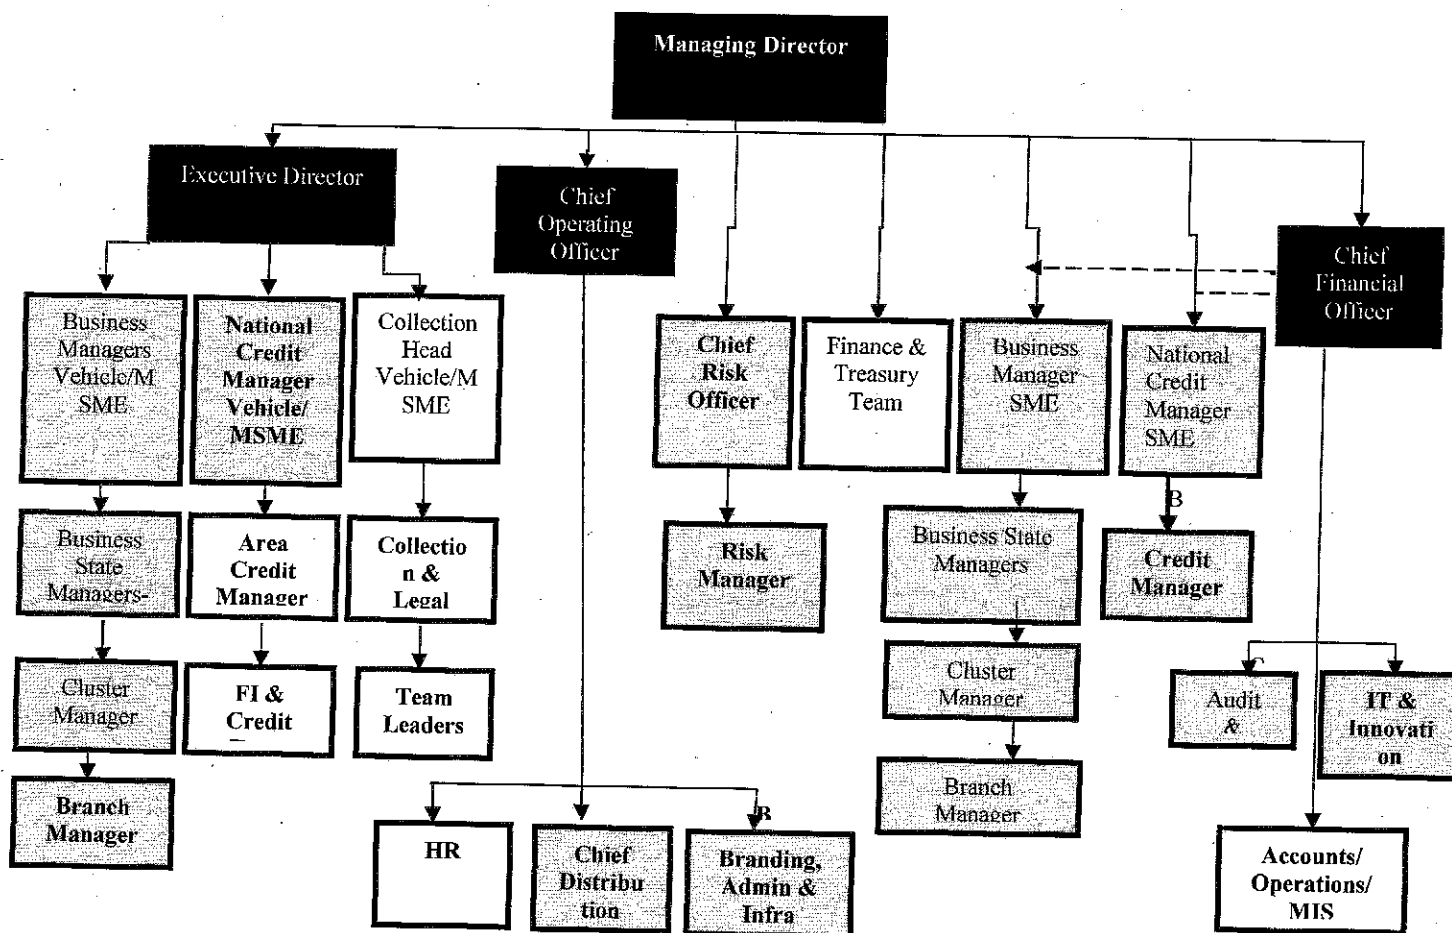 Managing Director
Executive Director
Chief
Operating
Officer
Chief
Financial
Officer
Business
Managers
Vehicle/M
SME
National
Credit
Manager
Vehicle/
MSME
Collection
Head
Vehicle/M
SME
Chief
Risk
Officer
Finance &
Treasury
Team
Business
Manager
SME
National
Credit
Manager
SME
B
Business
State
Managers-
Area
Credit
Manager
Collectio
n &
Legal
Risk
Manager
Business State
Managers
Credit
Manager
Cluster
Manager
FI &
Credit
Team
Leaders
Cluster
Manager
Audit
&
IT &
Innovati
on
Branch
Manager
Branch
Manager
B
HR
Chief
Distribu
tion
Branding,
Admin &
Infra
Accounts/
Operations/
MIS